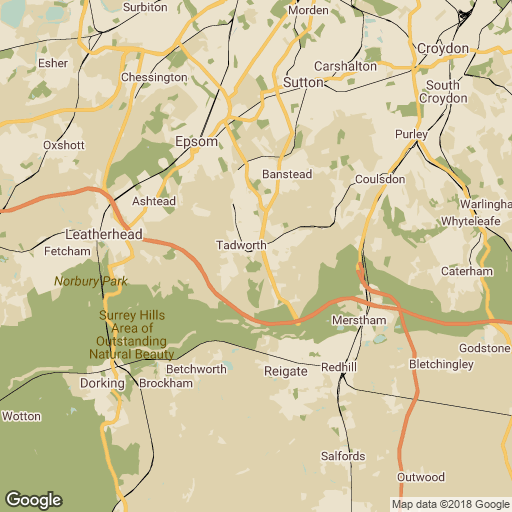 Surbiton
Morden
Croydon
Esher
Carshalton
Chessington
Sutton
South
Croydon
Purley
Epsom
Oxshott
Banstead
Coulsdon
Ashtead
Warlingha
Whyteleafe
Leatherhead
Tadworth
Fetcham
Caterham
Norbury Park
Surrey Hills
Area of
Outstanding
Natural Beauty
Merstham
Godstone
Betchworth
Reigate
Redhill
Bletchingley
Dorking
Brockham
Wotton
Salfords
Outwood
Google
Map data ©2018 Google